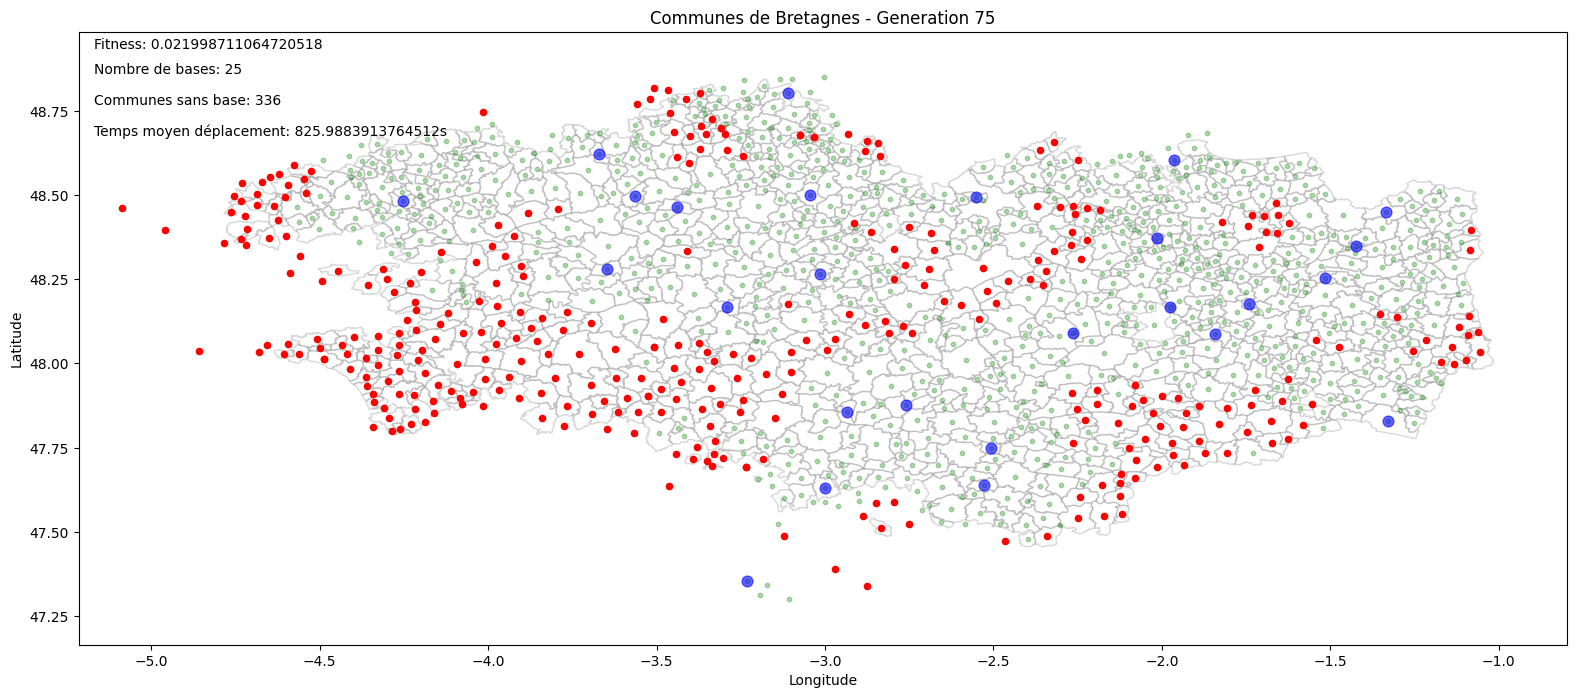 Communes de Bretagnes - Generation 75
Fitness: 0.021998711064720518
Nombre de bases: 25
Communes sans base: 336
Temps moyen déplacement: 825.9883913764512s
Latitude
48.75
48.50
48.25
48.00
47.75
47.50
47.25
−5.0 −4.5 −4.0 −3.5 −3.0 −2.5 −2.0 −1.5 −1.0
Longitude